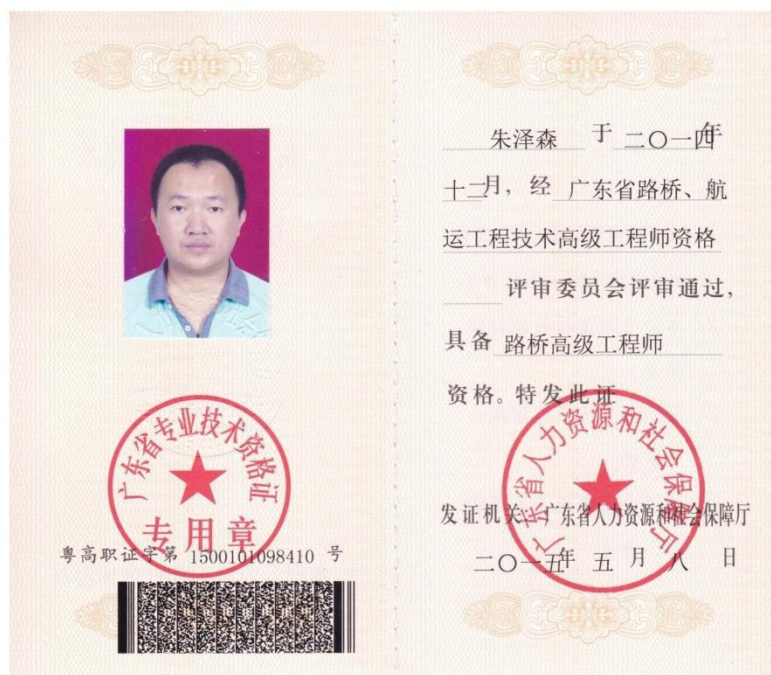 广东省专业技术资格证
专用章
粤高职证字第 1500101098410 号
朱泽森 于 二〇一四年
十二月，经 广东省路桥、航
运工程技术高级工程师资格
评审委员会评审通过，
具备 路桥高级工程师
资格。特发此证
广东省人力资源和社会保障厅
发证机关：广东省人力资源和社会保障厅
二〇一五年 五 月 八 日